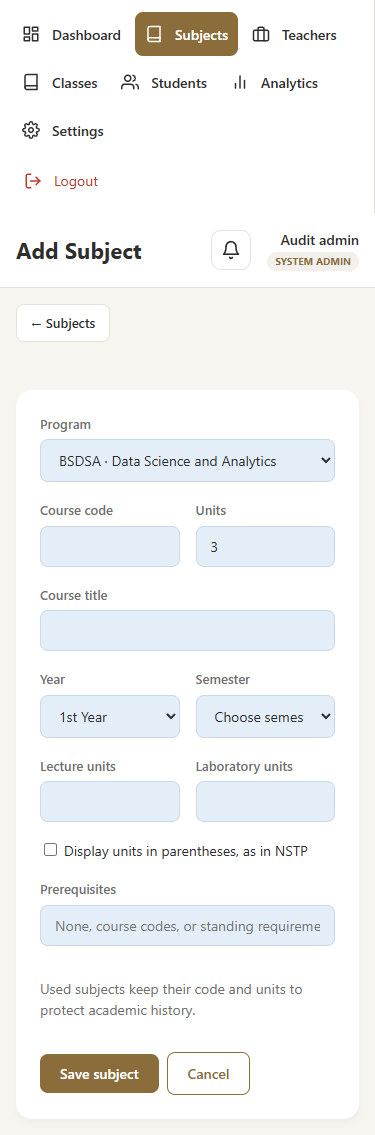 Dashboard
Subjects
Teachers
Classes
Students
Analytics
Settings
Logout
Add Subject
Audit admin
SYSTEM ADMIN
← Subjects
Program
BSDSA · Data Science and Analytics
Course code
Units
3
Course title
Year
Semester
1st Year
Choose semes
Lecture units
Laboratory units
Display units in parentheses, as in NSTP
Prerequisites
None, course codes, or standing requireme
Used subjects keep their code and units to
protect academic history.
Save subject
Cancel